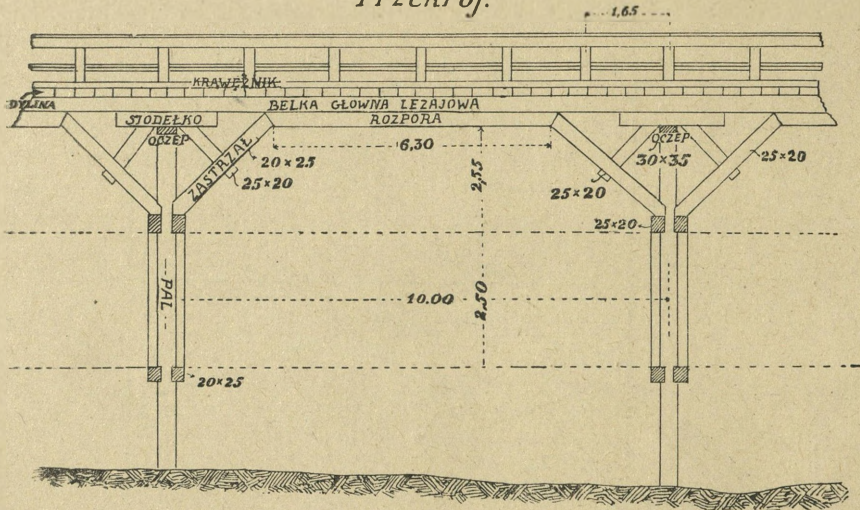 Przekrój.
1,65
KRAWĘŻNIK
DYLINA
BELKA GŁOWNA LEŻAJOWA
SIODEŁKO
ROZPORA
OCZEP
OCZEP
6,30
ZASTRZAŁ
20×25
30×35
25×20
25×20
2,55
25×20
25×20
PAL
10.00
2,50
20×25